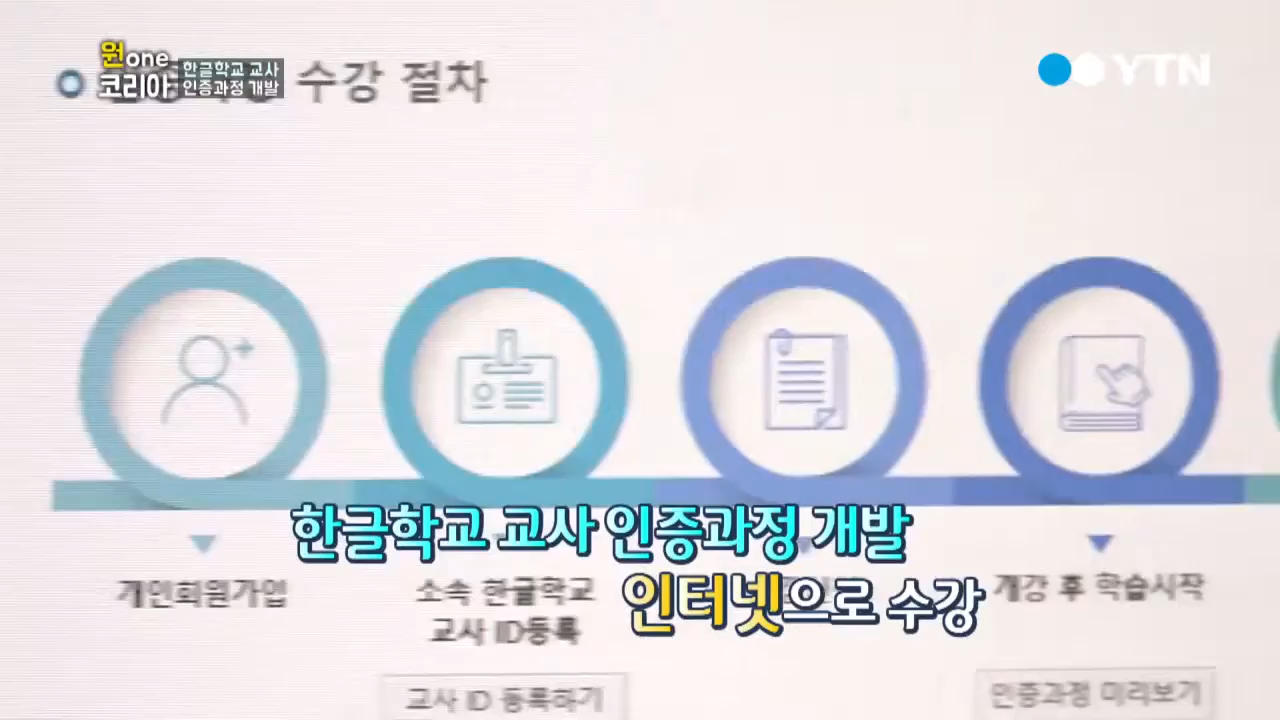 원one
코리아
한글학교 교사
인증과정 개발
수강 절차
YTN
한글학교 교사 인증과정 개발
인터넷으로 수강
개인회원가입
소속 한글학교
교사 ID등록
개강 후 학습시작
교사 ID 등록하기
인증과정 미리보기